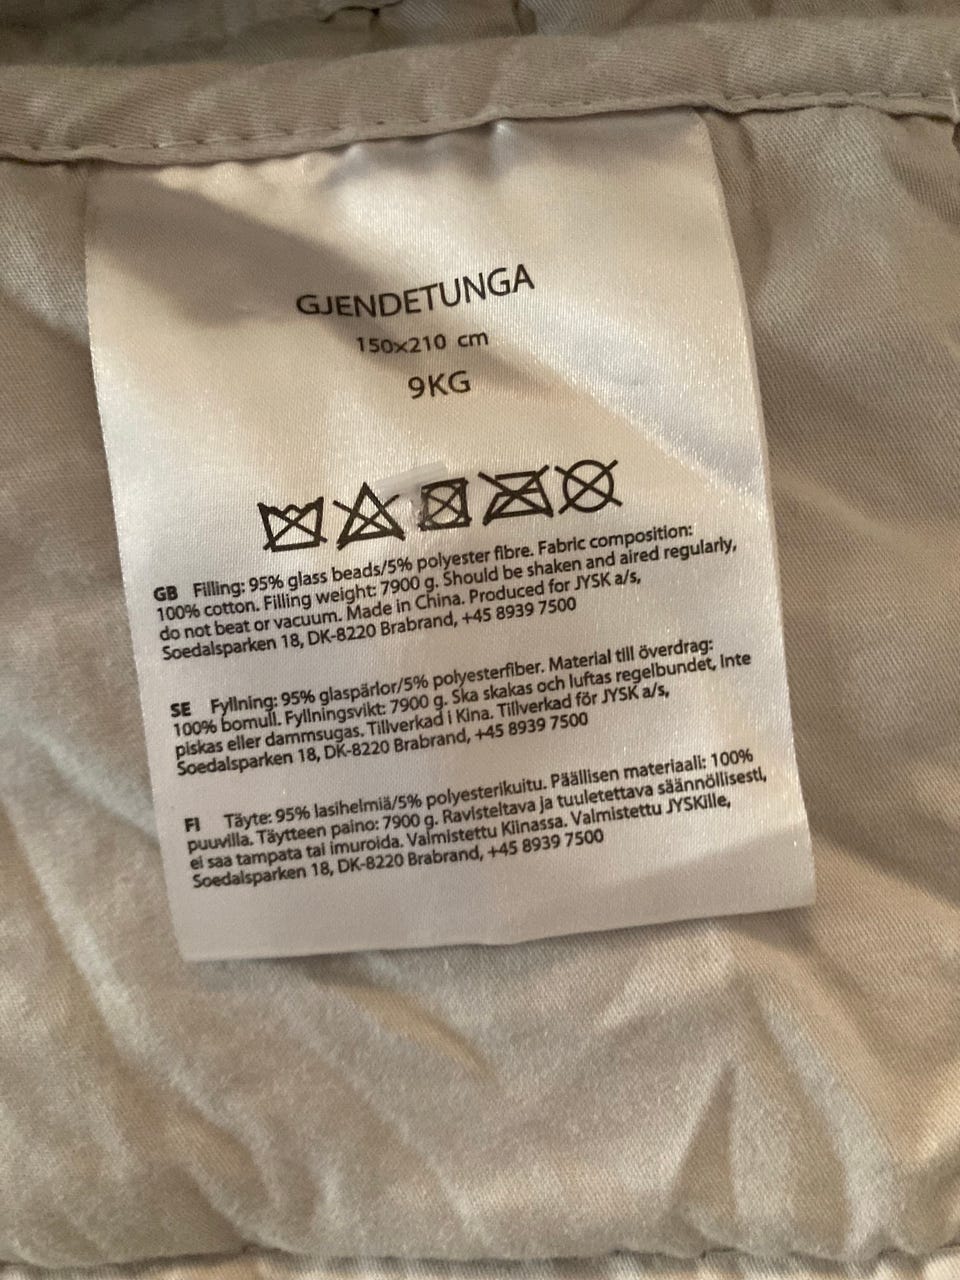 GJENDETUNGA
150x210 cm
9KG
GB Filling: 95% glass beads/5% polyester fibre. Fabric composition:
100% cotton. Filling weight: 7900 g. Should be shaken and aired regularly,
do not beat or vacuum. Made in China. Produced for JYSK a/s,
Soedalsparken 18, DK-8220 Brabrand, +45 8939 7500
SE Fyllning: 95% glaspärlor/5% polyesterfiber. Material till överdrag:
100% bomull. Fyllningsvikt: 7900 g. Ska skakas och luftas regelbundet, Inte
piskas eller dammsugas. Tillverkad i Kina. Tillverkad för JYSK a/s,
Soedalsparken 18, DK-8220 Brabrand, +45 8939 7500
FI Täyte: 95% lasihelmiä/5% polyesterikuitu. Päällisen materiaali: 100%
puuvilla. Täytteen paino: 7900 g. Ravisteltava ja tuuletettava säännöllisesti,
ei saa tampata tai imuroida. Valmistettu Kiinassa. Valmistettu JYSKille,
Soedalsparken 18, DK-8220 Brabrand, +45 8939 7500